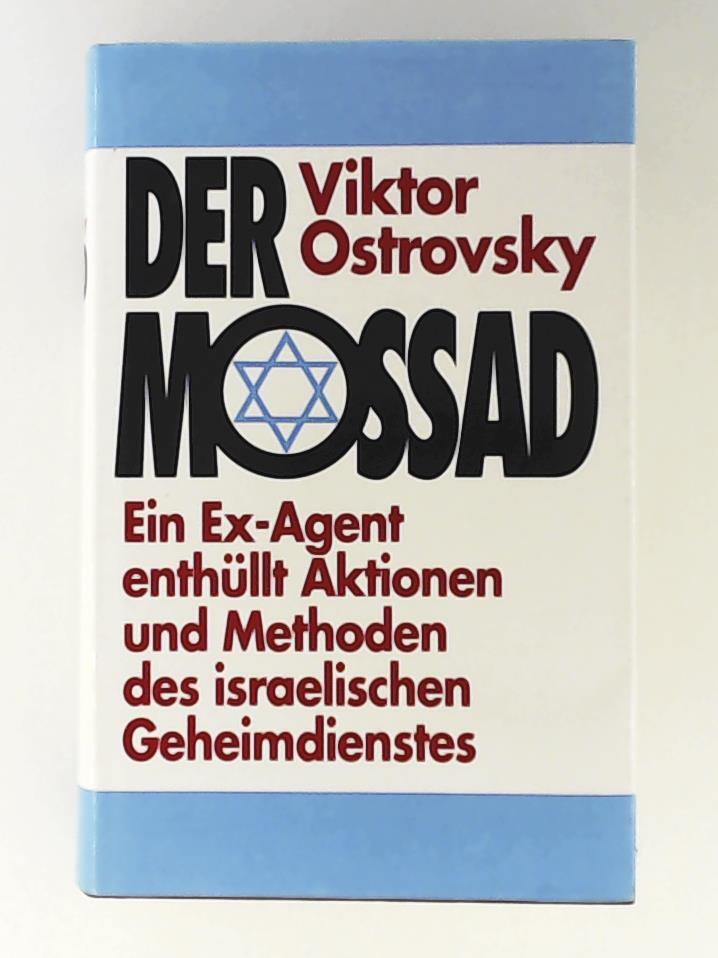 DER
Viktor
Ostrovsky
MOSSAD
Ein Ex-Agent
enthüllt Aktionen
und Methoden
des israelischen
Geheimdienstes